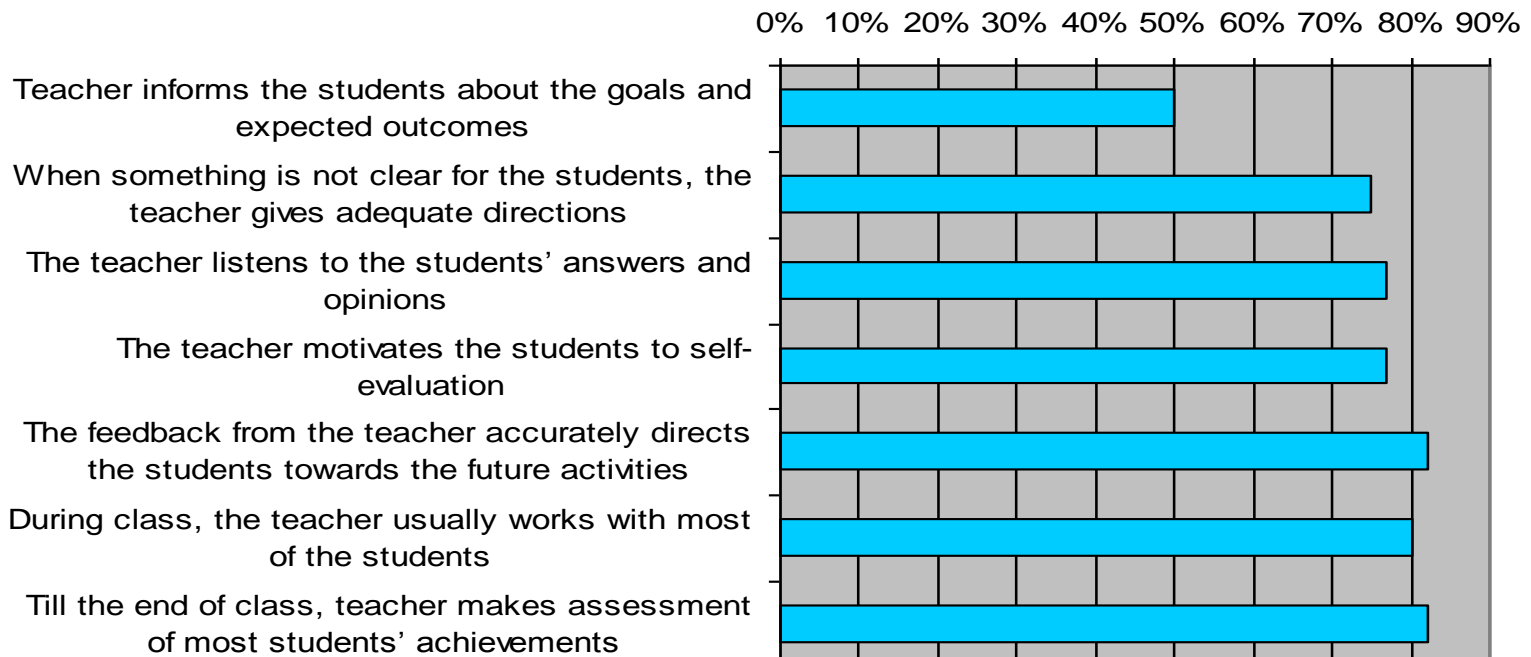 0% 10% 20% 30% 40% 50% 60% 70% 80% 90%
Teacher informs the students about the goals and
expected outcomes
When something is not clear for the students, the
teacher gives adequate directions
The teacher listens to the students’ answers and
opinions
The teacher motivates the students to self-
evaluation
The feedback from the teacher accurately directs
the students towards the future activities
During class, the teacher usually works with most
of the students
Till the end of class, teacher makes assessment
of most students’ achievements